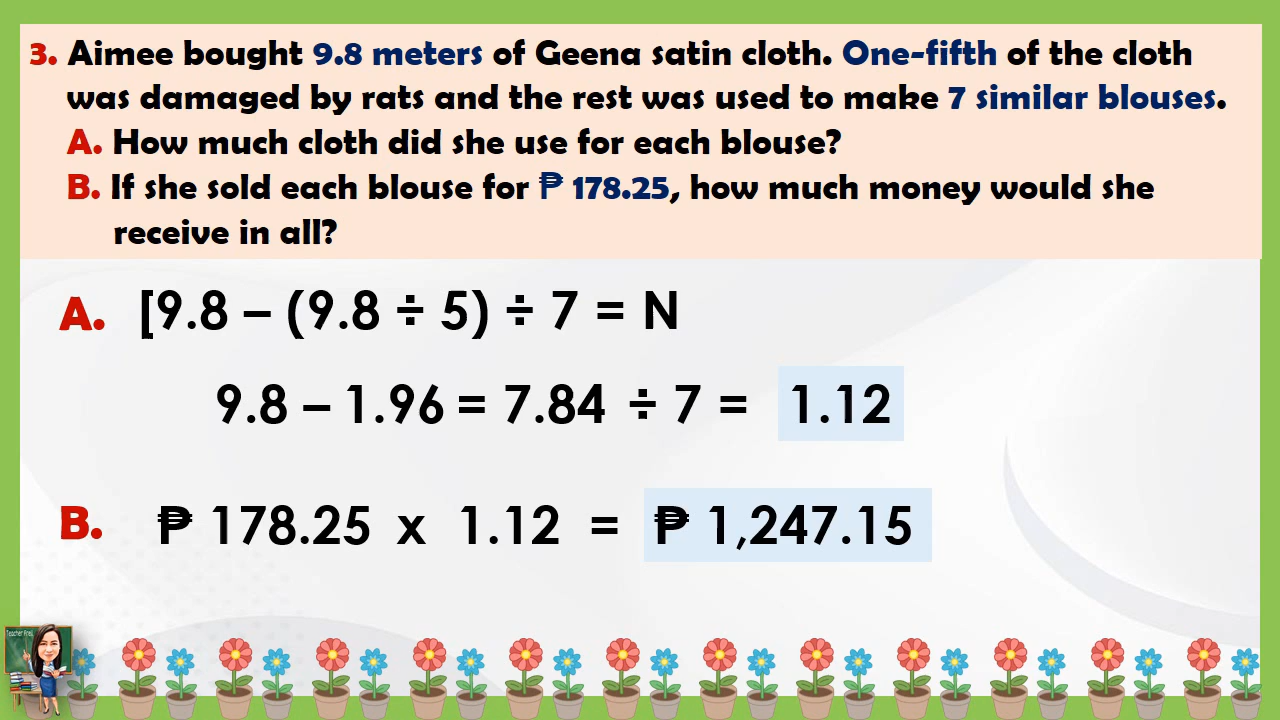 3. Aimee bought 9.8 meters of Geena satin cloth. One-fifth of the cloth
was damaged by rats and the rest was used to make 7 similar blouses.
A. How much cloth did she use for each blouse?
B. If she sold each blouse for ₱ 178.25, how much money would she
receive in all?
A. [9.8 – (9.8 ÷ 5) ÷ 7 = N
9.8 – 1.96 = 7.84 ÷ 7 = 1.12
B. ₱ 178.25 x 1.12 = ₱ 1,247.15